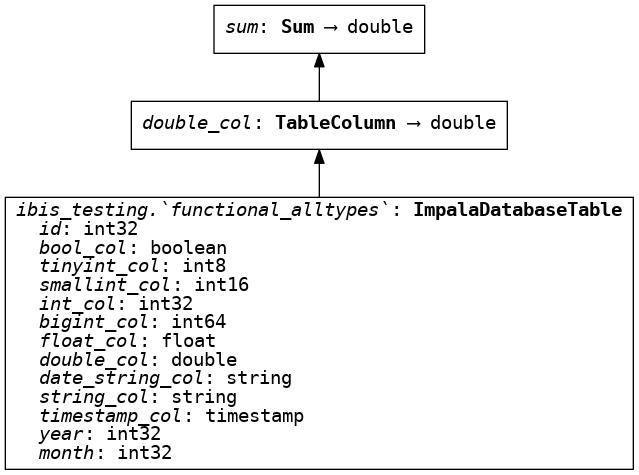 sum: Sum → double
double_col: TableColumn → double
ibis_testing.`functional_alltypes`: ImpalaDatabaseTable
id: int32
bool_col: boolean
tinyint_col: int8
smallint_col: int16
int_col: int32
bigint_col: int64
float_col: float
double_col: double
date_string_col: string
string_col: string
timestamp_col: timestamp
year: int32
month: int32